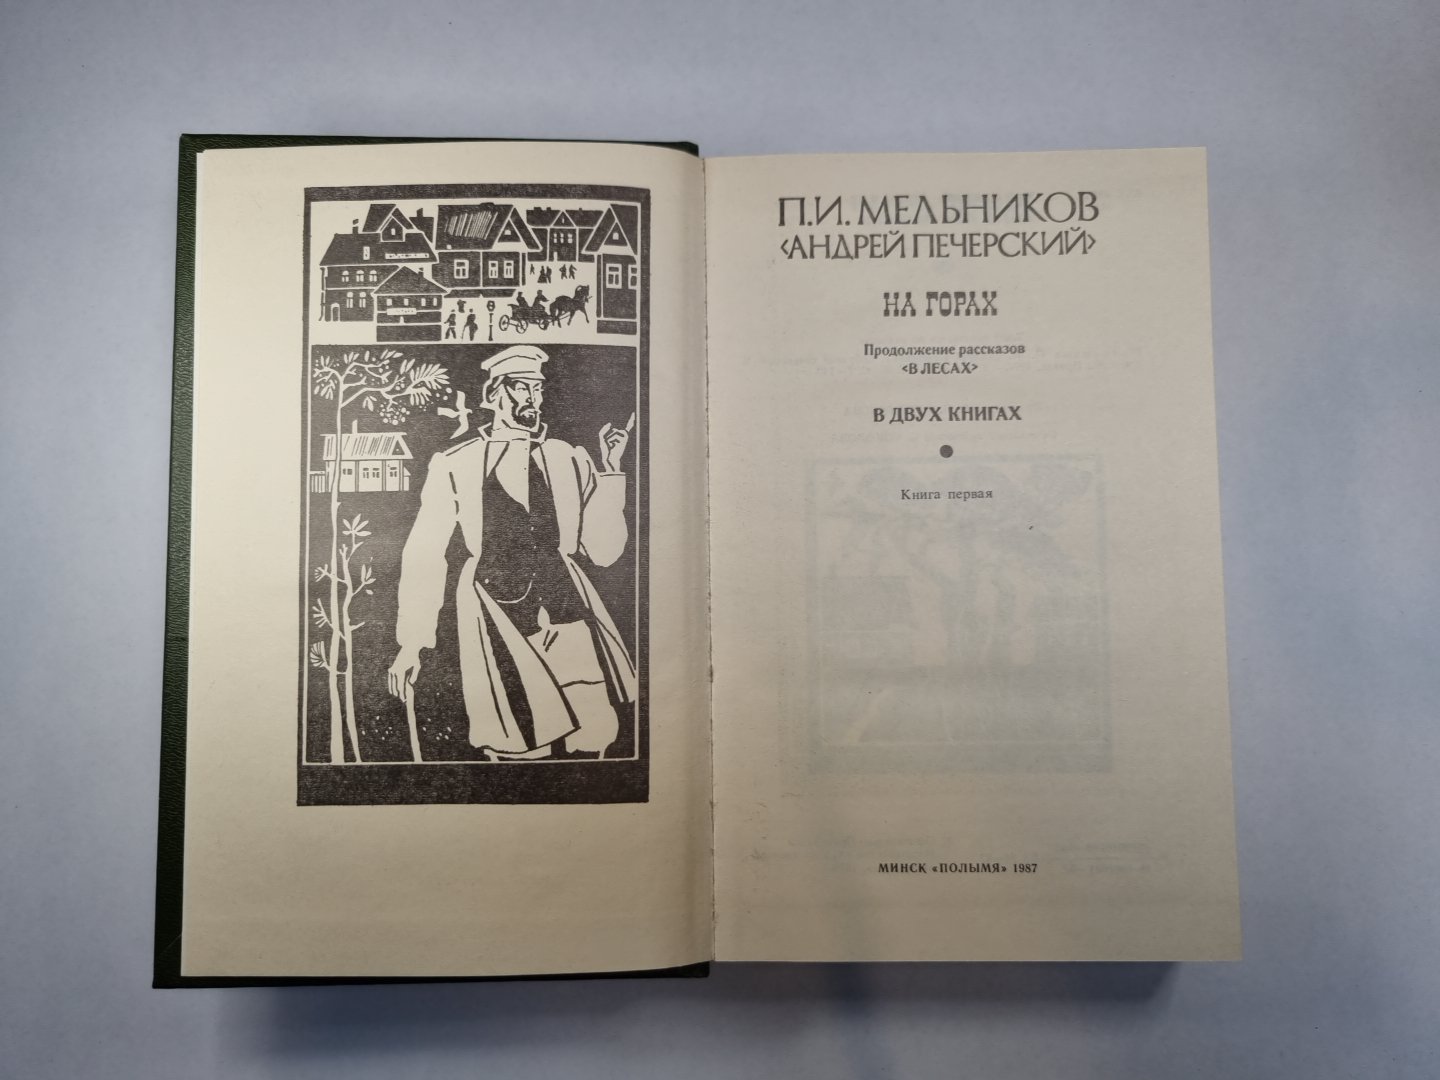 П.И. МЕЛЬНИКОВ
‹АНДРЕЙ ПЕЧЕРСКИЙ›
НА ГОРАХ
Продолжение рассказов
‹В ЛЕСАХ›
В ДВУХ КНИГАХ
Книга первая
МИНСК «ПОЛЫМЯ» 1987